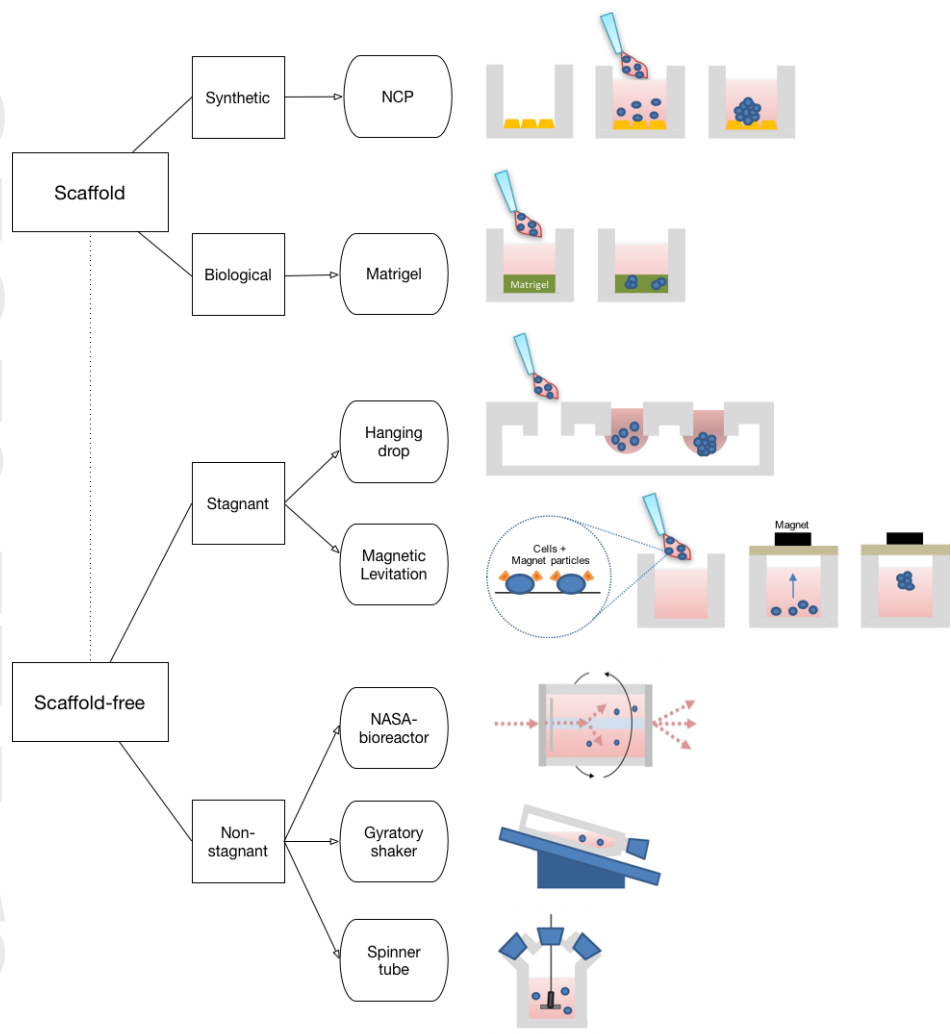 Synthetic
NCP
Scaffold
Biological
Matrigel
Matrigel
Hanging
drop
Stagnant
Magnetic
Levitation
Cells +
Magnet particles
Magnet
Scaffold-free
NASA-
bioreactor
Non-
stagnant
Gyratory
shaker
Spinner
tube